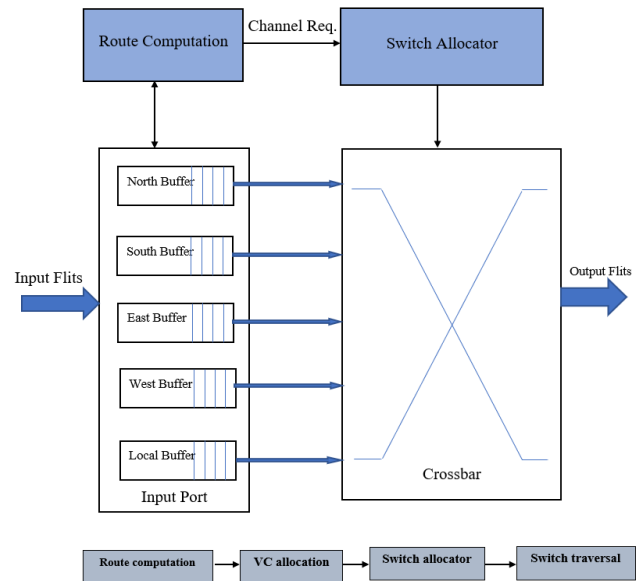 Route Computation
Channel Req.
Switch Allocator
North Buffer
South Buffer
Input Flits
East Buffer
Output Flits
West Buffer
Local Buffer
Input Port
Crossbar
Route computation
VC allocation
Switch allocator
Switch traversal